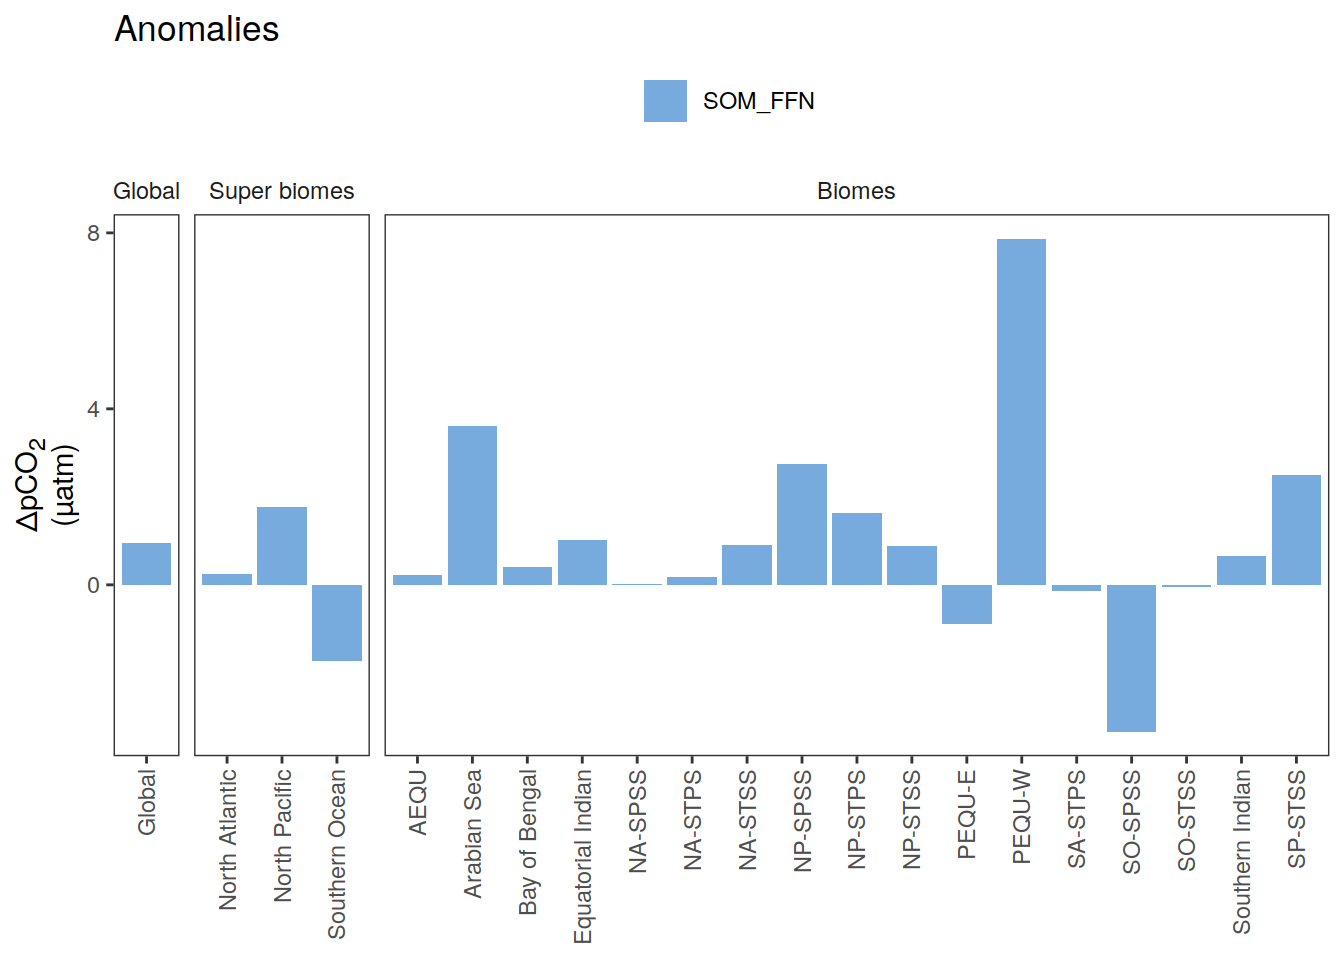 Anomalies
SOM_FFN
Global
Super biomes
Biomes
8
4
0
ΔpCO₂
(µatm)
Global
North Atlantic
North Pacific
Southern Ocean
AEQU
Arabian Sea
Bay of Bengal
Equatorial Indian
NA-SPSS
NA-STPS
NA-STSS
NP-SPSS
NP-STPS
NP-STSS
PEQU-E
PEQU-W
SA-STPS
SO-SPSS
SO-STSS
Southern Indian
SP-STSS